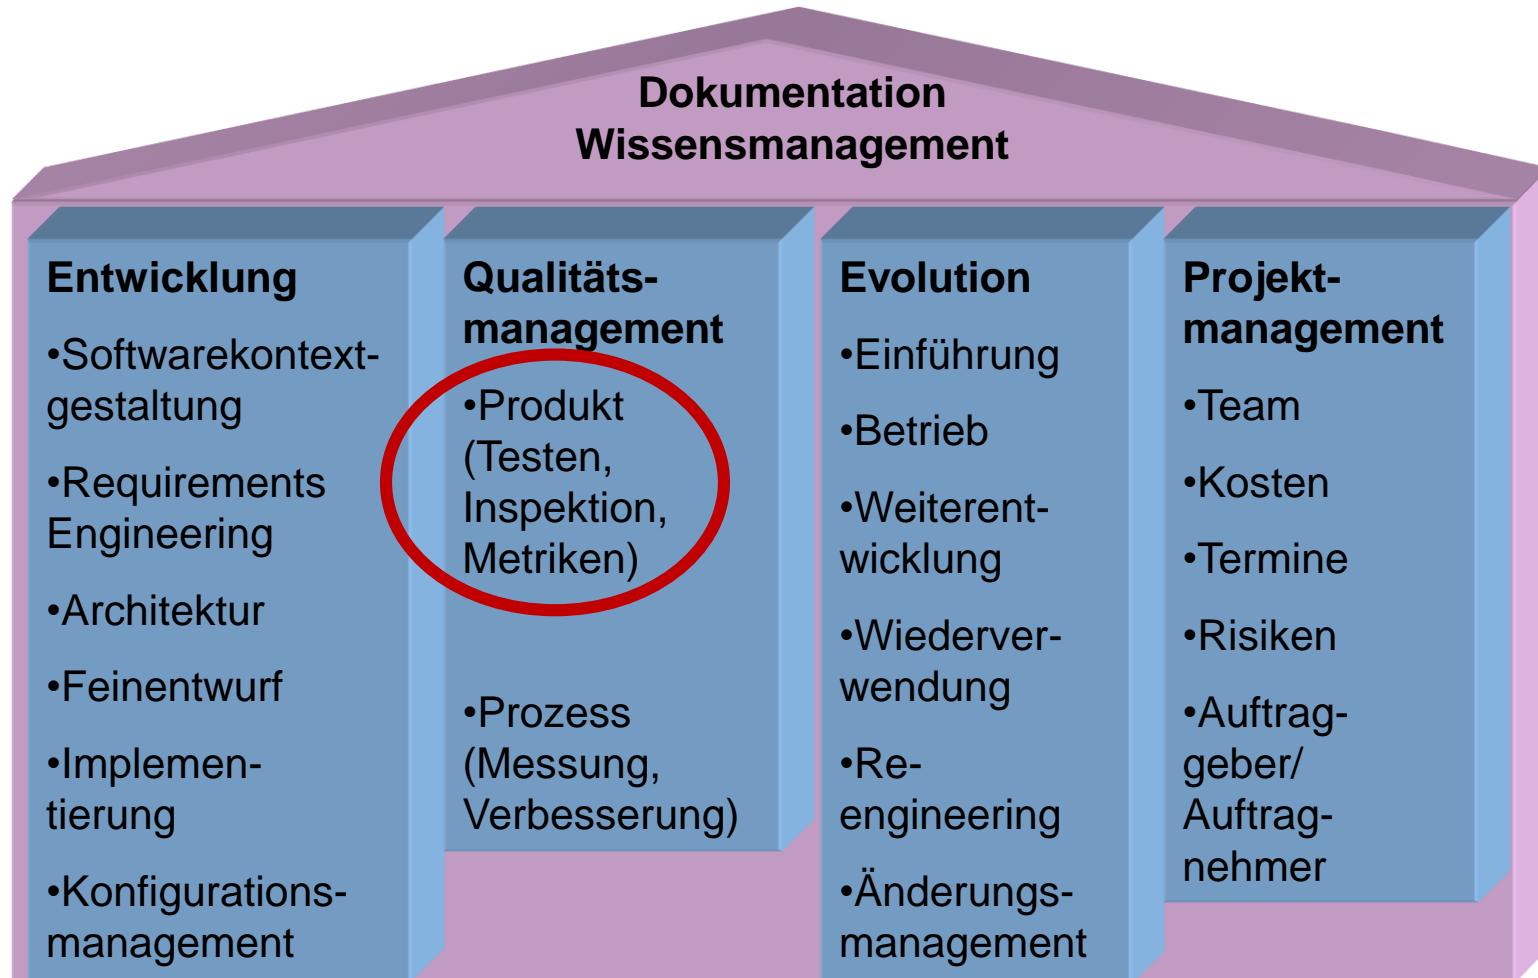 Dokumentation
Wissensmanagement
Entwicklung
•Softwarekontext-
gestaltung
•Requirements
Engineering
•Architektur
•Feinentwurf
•Implemen-
tierung
•Konfigurations-
management
Qualitäts-
management
•Produkt
(Testen,
Inspektion,
Metriken)
•Prozess
(Messung,
Verbesserung)
Evolution
•Einführung
•Betrieb
•Weiterent-
wicklung
•Wiederver-
wendung
•Re-
engineering
•Änderungs-
management
Projekt-
management
•Team
•Kosten
•Termine
•Risiken
•Auftrag-
geber/
Auftrag-
nehmer